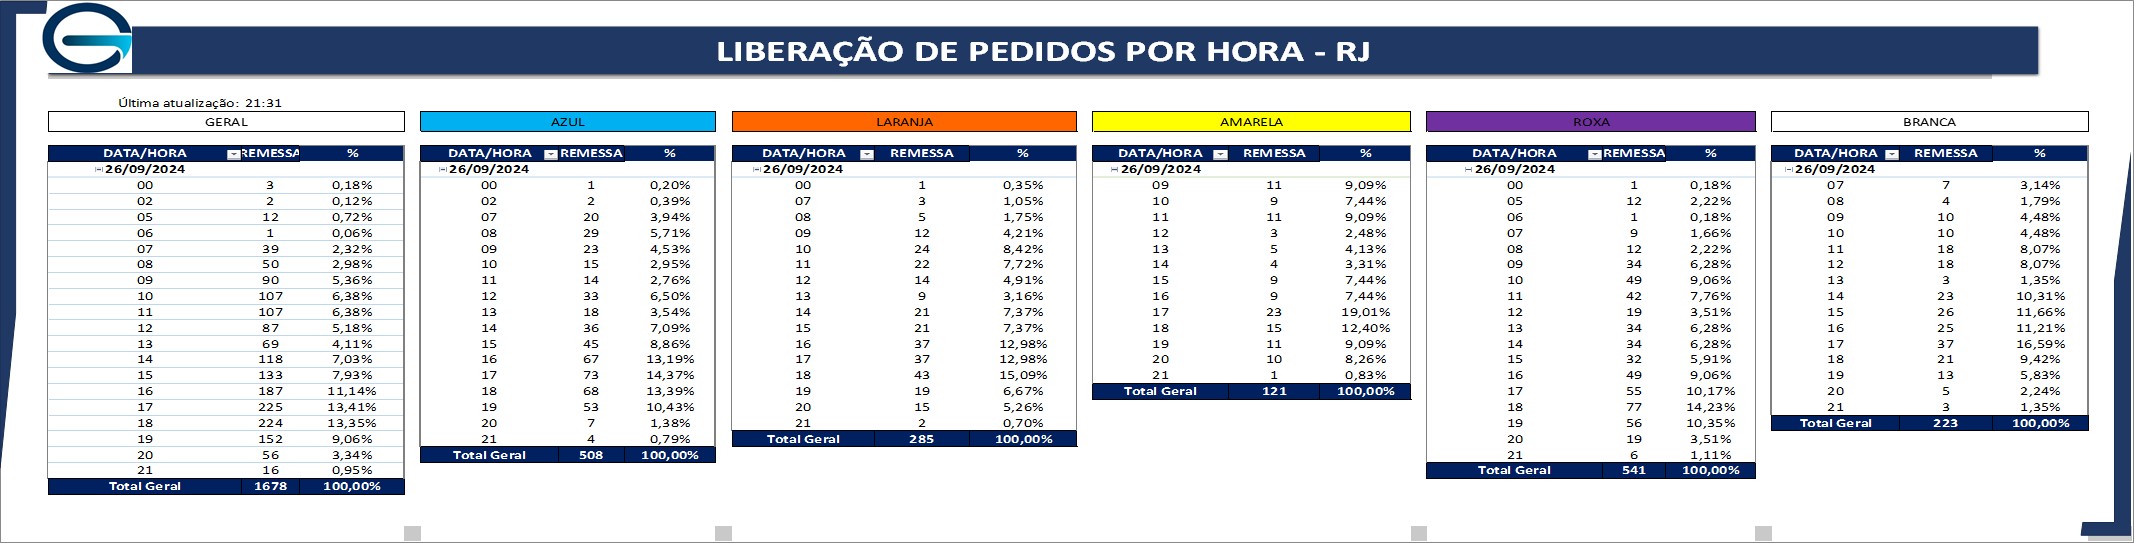 LIBERAÇÃO DE PEDIDOS POR HORA - RJ
Última atualização: 21:31
GERAL
DATA/HORA REMESSA %
26/09/2024
00 3 0,18%
02 2 0,12%
05 12 0,72%
06 1 0,06%
07 39 2,32%
08 50 2,98%
09 90 5,36%
10 107 6,38%
11 107 6,38%
12 87 5,18%
13 69 4,11%
14 118 7,03%
15 133 7,93%
16 187 11,14%
17 225 13,41%
18 224 13,35%
19 152 9,06%
20 56 3,34%
21 16 0,95%
Total Geral 1678 100,00%
AZUL
DATA/HORA REMESSA %
26/09/2024
00 1 0,20%
02 2 0,39%
07 20 3,94%
08 29 5,71%
09 23 4,53%
10 15 2,95%
11 14 2,76%
12 33 6,50%
13 18 3,54%
14 36 7,09%
15 45 8,86%
16 67 13,19%
17 73 14,37%
18 68 13,39%
19 53 10,43%
20 7 1,38%
21 4 0,79%
Total Geral 508 100,00%
LARANJA
DATA/HORA REMESSA %
26/09/2024
00 1 0,35%
07 3 1,05%
08 5 1,75%
09 12 4,21%
10 24 8,42%
11 22 7,72%
12 14 4,91%
13 9 3,16%
14 21 7,37%
15 21 7,37%
16 37 12,98%
17 37 12,98%
18 43 15,09%
19 19 6,67%
20 15 5,26%
21 2 0,70%
Total Geral 285 100,00%
AMARELA
DATA/HORA REMESSA %
26/09/2024
09 11 9,09%
10 9 7,44%
11 11 9,09%
12 3 2,48%
13 5 4,13%
14 4 3,31%
15 9 7,44%
16 9 7,44%
17 23 19,01%
18 15 12,40%
19 11 9,09%
20 10 8,26%
21 1 0,83%
Total Geral 121 100,00%
ROXA
DATA/HORA REMESSA %
26/09/2024
00 1 0,18%
05 12 2,22%
06 1 0,18%
07 9 1,66%
08 12 2,22%
09 34 6,28%
10 49 9,06%
11 42 7,76%
12 19 3,51%
13 34 6,28%
14 34 6,28%
15 32 5,91%
16 49 9,06%
17 55 10,17%
18 77 14,23%
19 56 10,35%
20 19 3,51%
21 6 1,11%
Total Geral 541 100,00%
BRANCA
DATA/HORA REMESSA %
26/09/2024
07 7 3,14%
08 4 1,79%
09 10 4,48%
10 10 4,48%
11 18 8,07%
12 18 8,07%
13 3 1,35%
14 23 10,31%
15 26 11,66%
16 25 11,21%
17 37 16,59%
18 21 9,42%
19 13 5,83%
20 5 2,24%
21 3 1,35%
Total Geral 223 100,00%